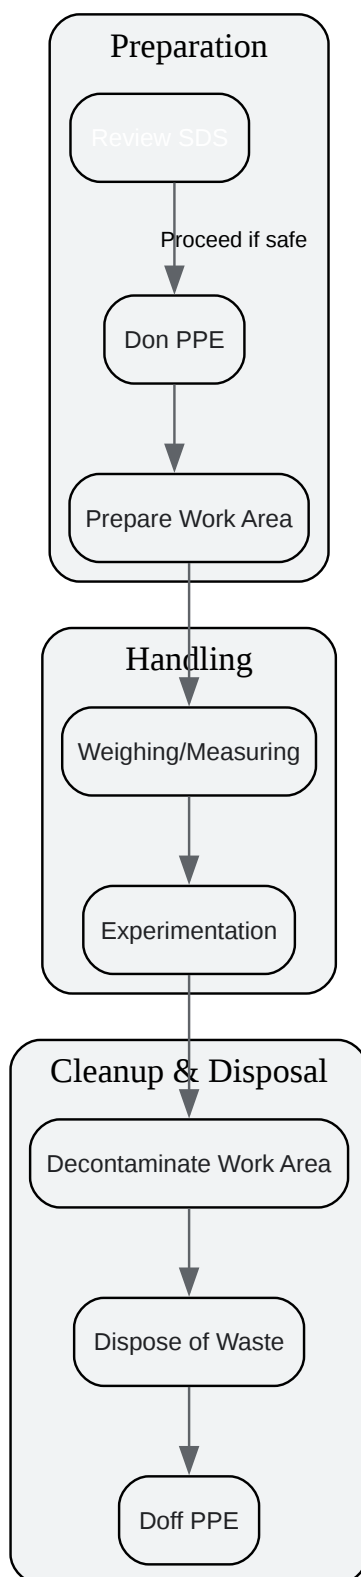 Preparation
Review SDS
Proceed if safe
Don PPE
Prepare Work Area
Handling
Weighing/Measuring
Experimentation
Cleanup & Disposal
Decontaminate Work Area
Dispose of Waste
Doff PPE